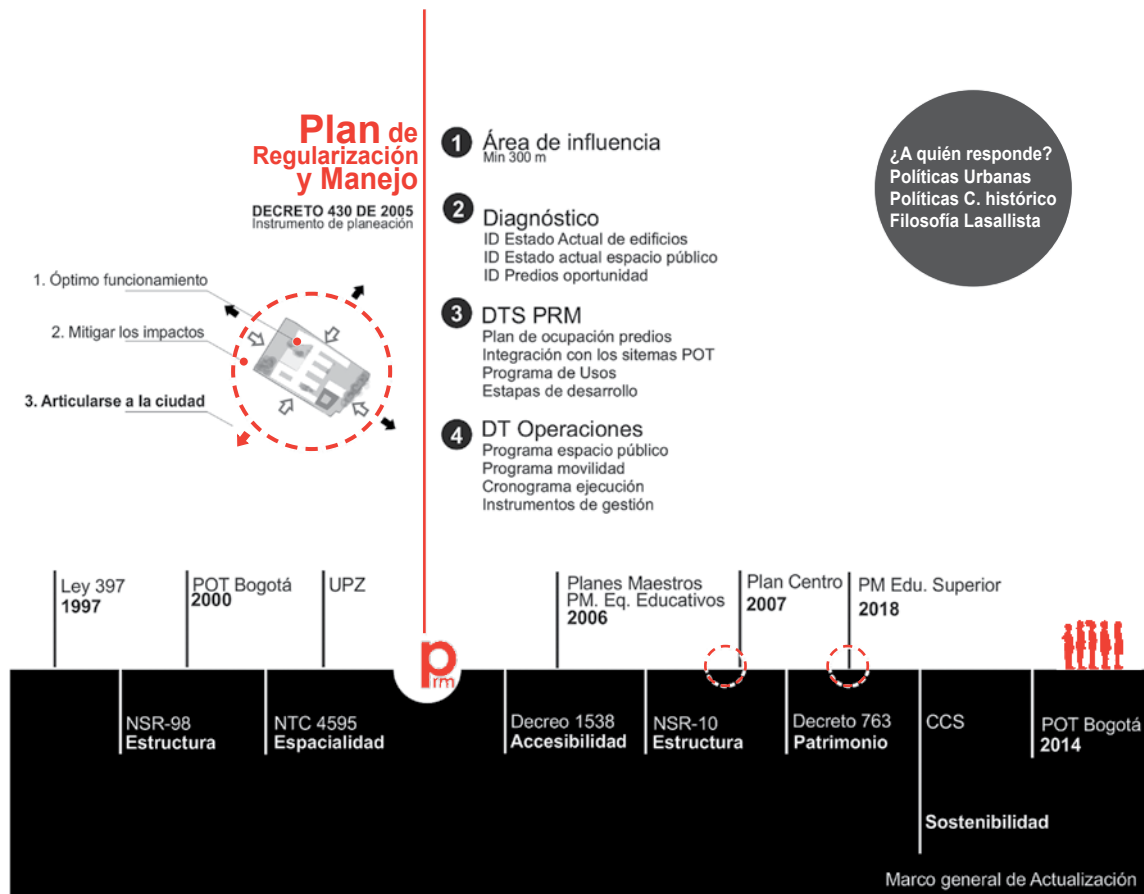 Plan de
Regularización
y Manejo
DECRETO 430 DE 2005
Instrumento de planeación
1. Óptimo funcionamiento
2. Mitigar los impactos
3. Articularse a la ciudad
1 Área de influencia
Min 300 m
2 Diagnóstico
ID Estado Actual de edificios
ID Estado actual espacio público
ID Predios oportunidad
3 DTS PRM
Plan de ocupación predios
Integración con los sitemas POT
Programa de Usos
Estapas de desarrollo
4 DT Operaciones
Programa espacio público
Programa movilidad
Cronograma ejecución
Instrumentos de gestión
¿A quién responde?
Políticas Urbanas
Políticas C. histórico
Filosofía Lasallista
Ley 397
1997
POT Bogotá
2000
UPZ
Planes Maestros
PM. Eq. Educativos
2006
Plan Centro
2007
PM Edu. Superior
2018
prm
NSR-98
Estructura
NTC 4595
Espacialidad
Decreo 1538
Accesibilidad
NSR-10
Estructura
Decreto 763
Patrimonio
CCS
Sostenibilidad
POT Bogotá
2014
Marco general de Actualización